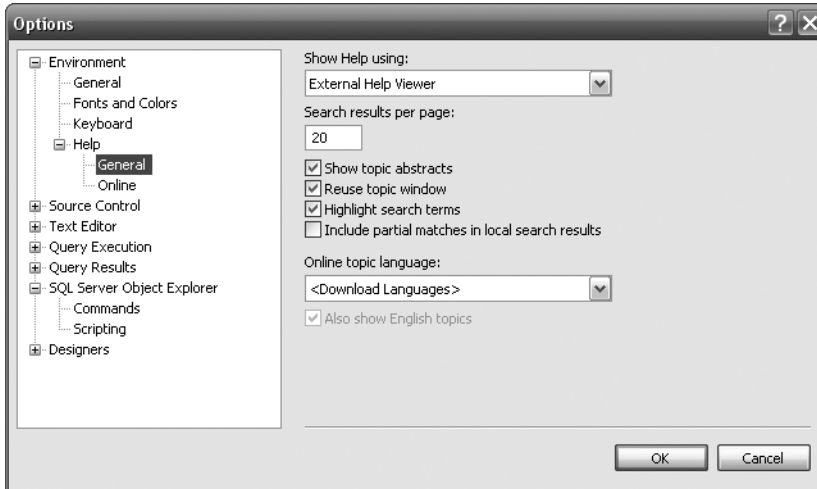 Options
Environment
General
Fonts and Colors
Keyboard
Help
General
Online
Source Control
Text Editor
Query Execution
Query Results
SQL Server Object Explorer
Commands
Scripting
Designers
Show Help using:
External Help Viewer
Search results per page:
20
Show topic abstracts
Reuse topic window
Highlight search terms
Include partial matches in local search results
Online topic language:
<Download Languages>
Also show English topics
OK
Cancel